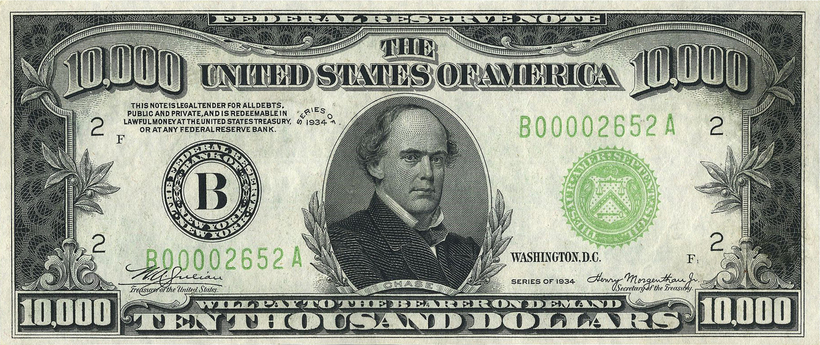 FEDERAL RESERVE NOTE
10,000
THE
UNITED STATES OF AMERICA
10,000
THIS NOTE IS LEGAL TENDER FOR ALL DEBTS,
PUBLIC AND PRIVATE, AND IS REDEEMABLE IN
LAWFUL MONEY AT THE UNITED STATES TREASURY,
OR AT ANY FEDERAL RESERVE BANK.
SERIES OF
1934
2
F
B00002652 A
2
THE FEDERAL RESERVE
BANK OF
B
NEW YORK
NEW YORK
2
B00002652 A
WASHINGTON, D.C.
2
F
Treasurer of the United States
CHASE
SERIES OF 1934
Henry Morgenthau Jr.
Secretary of the Treasury
10,000
WILL PAY TO THE BEARER ON DEMAND
TEN THOUSAND DOLLARS
10,000